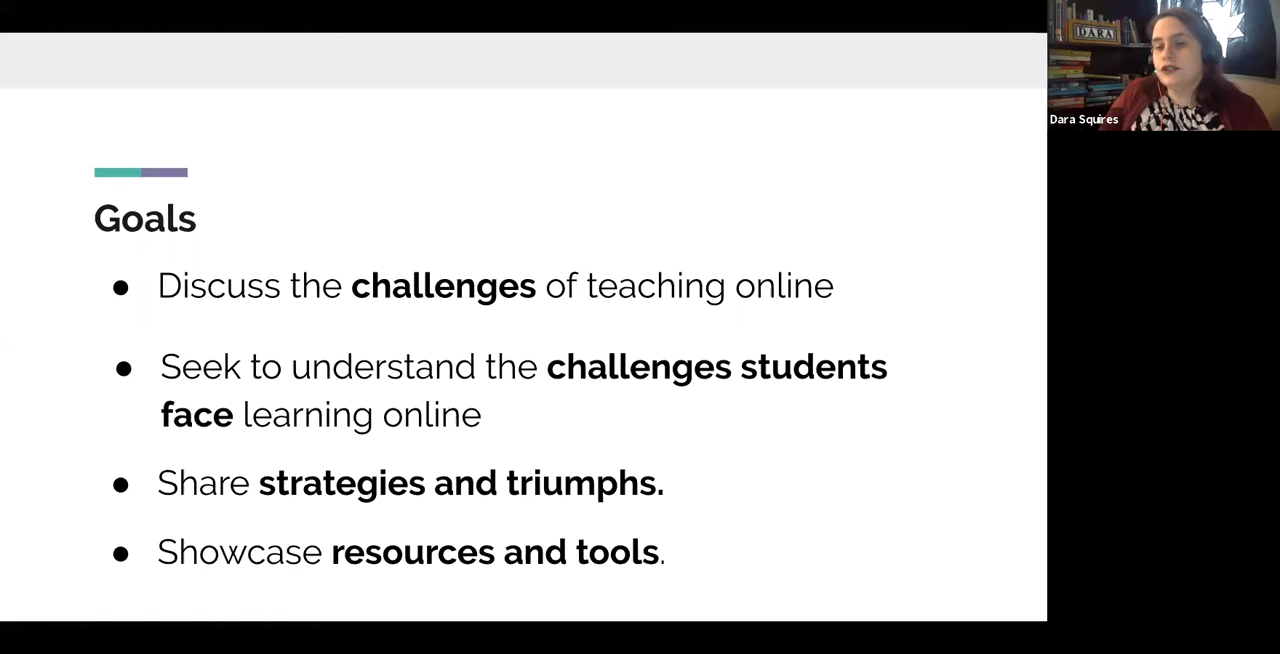 DARA
Dara Squires
Goals
● Discuss the challenges of teaching online
● Seek to understand the challenges students
face learning online
● Share strategies and triumphs.
● Showcase resources and tools.